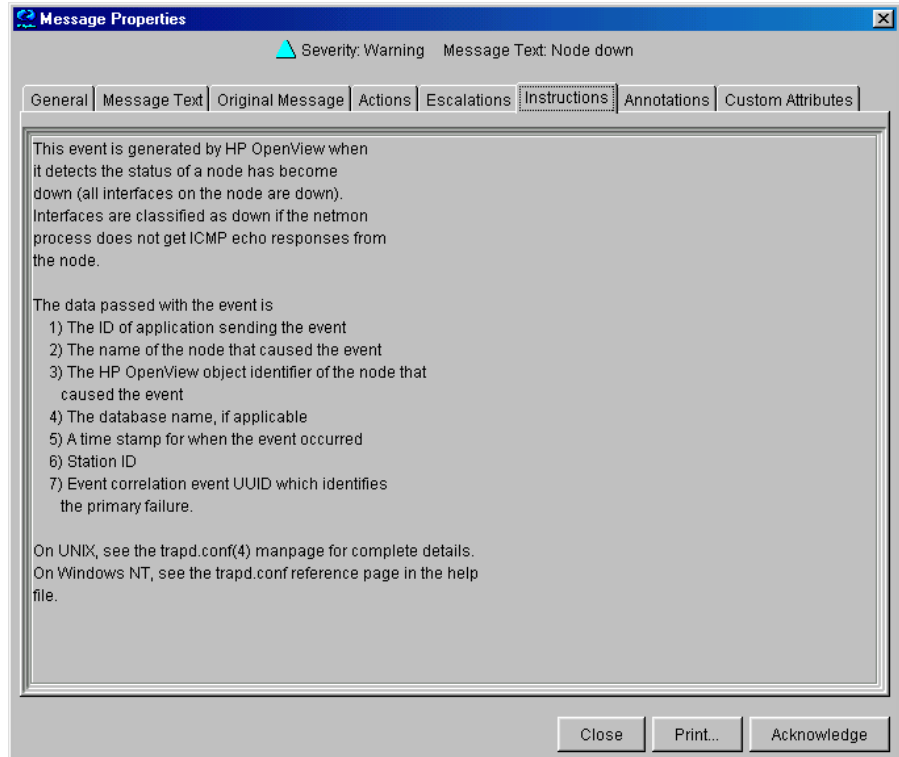 Message Properties
Severity: Warning Message Text: Node down
General Message Text Original Message Actions Escalations Instructions Annotations Custom Attributes
This event is generated by HP OpenView when
it detects the status of a node has become
down (all interfaces on the node are down).
Interfaces are classified as down if the netmon
process does not get ICMP echo responses from
the node.
The data passed with the event is
1) The ID of application sending the event
2) The name of the node that caused the event
3) The HP OpenView object identifier of the node that
caused the event
4) The database name, if applicable
5) A time stamp for when the event occurred
6) Station ID
7) Event correlation event UUID which identifies
the primary failure.
On UNIX, see the trapd.conf(4) manpage for complete details.
On Windows NT, see the trapd.conf reference page in the help
file.
Close Print... Acknowledge